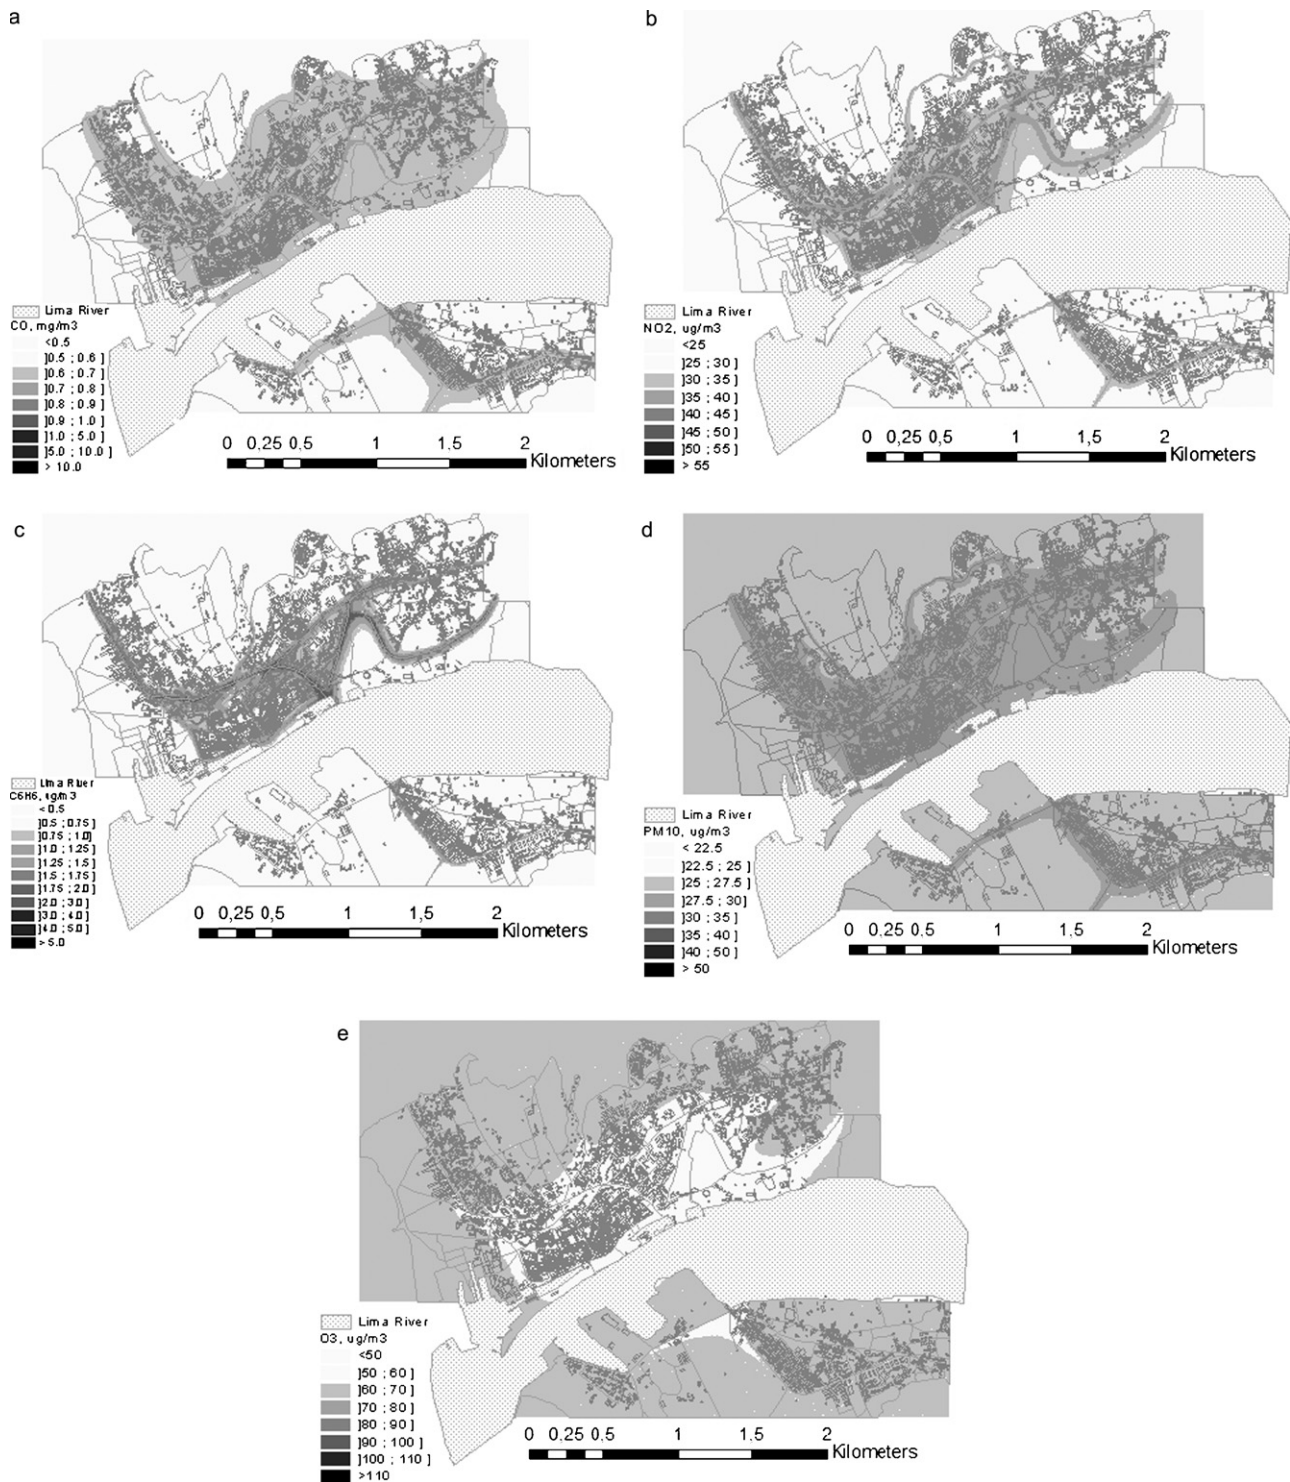 a
Lima River
CO, mg/m3
<0.5
]0.5 ; 0.6 ]
]0.6 ; 0.7 ]
]0.7 ; 0.8 ]
]0.8 ; 0.9 ]
]0.9 ; 1.0 ]
]1.0 ; 5.0 ]
]5.0 ; 10.0 ]
> 10.0
0 0,25 0,5 1 1,5 2
Kilometers
b
Lima River
NO2, ug/m3
<25
]25 ; 30 ]
]30 ; 35 ]
]35 ; 40 ]
]40 ; 45 ]
]45 ; 50 ]
]50 ; 55 ]
> 55
0 0,25 0,5 1 1,5 2
Kilometers
c
Lima River
C6H6, ug/m3
< 0.5
]0.5 ; 0.75 ]
]0.75 ; 1.0]
]1.0 ; 1.25 ]
]1.25 ; 1.5 ]
]1.5 ; 1.75 ]
]1.75 ; 2.0 ]
]2.0 ; 3.0 ]
]3.0 ; 4.0 ]
]4.0 ; 5.0 ]
> 5.0
0 0,25 0,5 1 1,5 2
Kilometers
d
Lima River
PM10, ug/m3
< 22.5
]22.5 ; 25 ]
]25 ; 27.5 ]
]27.5 ; 30 ]
]30 ; 35 ]
]35 ; 40 ]
]40 ; 50 ]
> 50
0 0,25 0,5 1 1,5 2
Kilometers
e
Lima River
O3, ug/m3
<50
]50 ; 60 ]
]60 ; 70 ]
]70 ; 80 ]
]80 ; 90 ]
]90 ; 100 ]
]100 ; 110 ]
>110
0 0,25 0,5 1 1,5 2
Kilometers